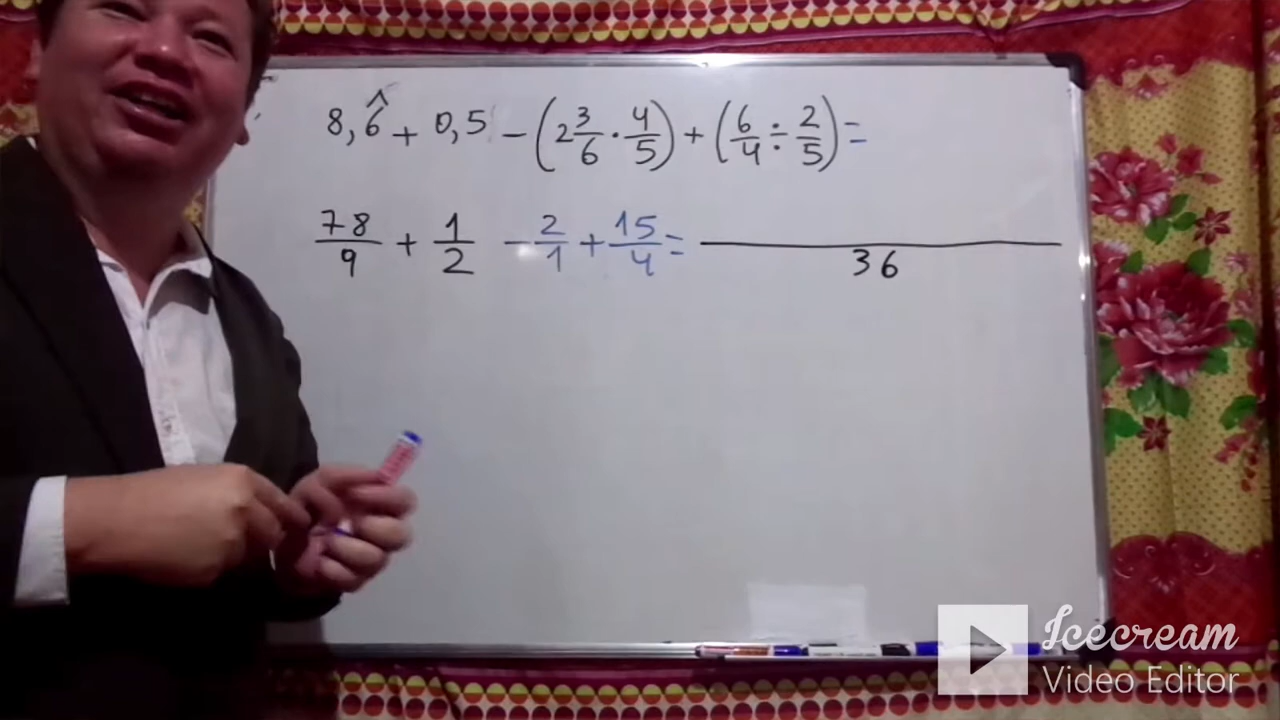 8,6̂ + 0,5 - (2 3/6 · 4/5) + (6/4 ÷ 2/5) =
78/9 + 1/2 - 2/1 + 15/4 = /36
Icecream
Video Editor